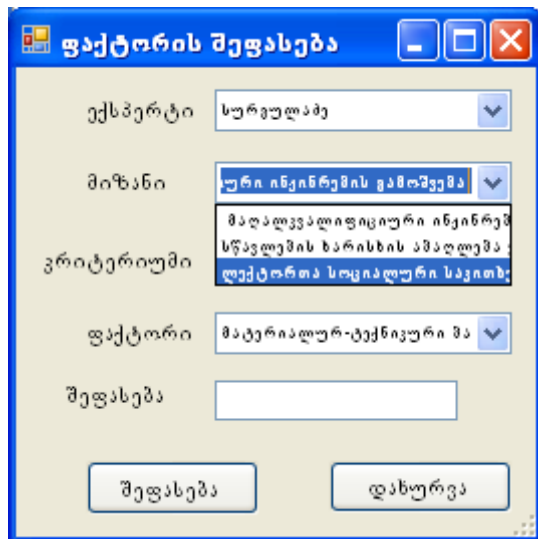 ფაქტორის შეფასება
ექსპერტი
სურგულაძე
მიზანი
ური ინჟინრების გამოშვება
მაღალკვალიფიციური ინჟინრებ
სწავლების ხარისხის ამაღლება
ლექტორთა სოციალური საკითხე
კრიტერიუმი
ფაქტორი
მატერიალურ-ტექნიკური ბა
შეფასება
შეფასება
დახურვა